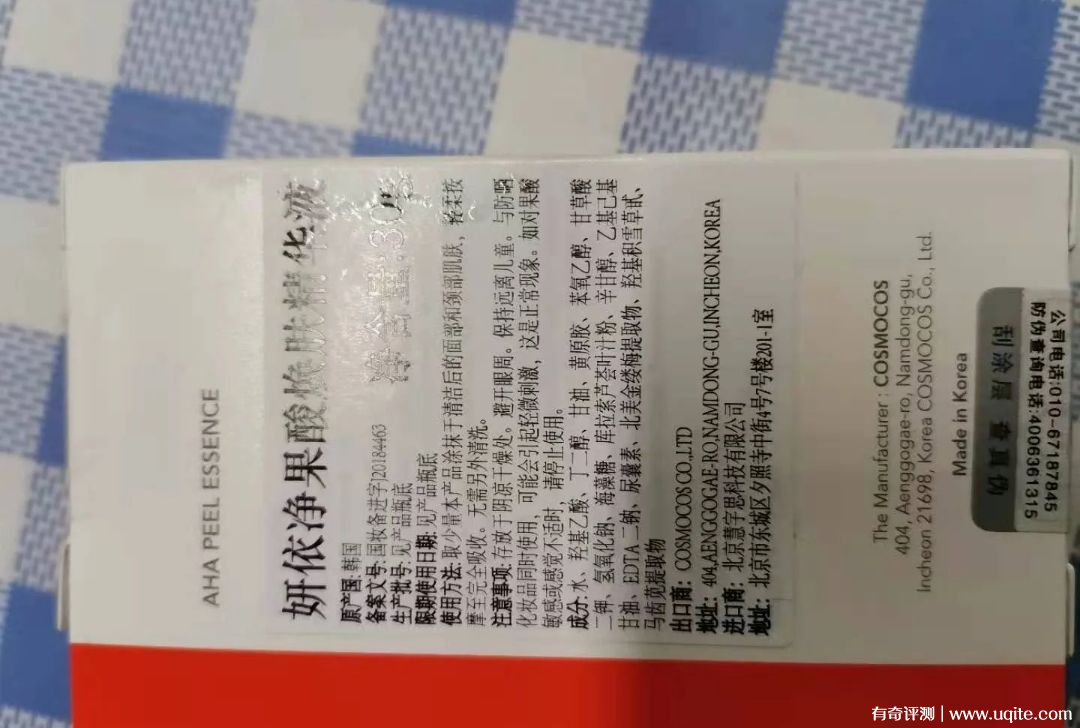 AHA PEEL ESSENCE
妍依净果酸焕肤精华液
净含量:30g
原产国: 韩国
备案文号: 国妆备进字J20184463
生产批号: 见产品瓶底
限期使用日期: 见产品瓶底
使用方法: 取少量本产品涂抹于清洁后的面部和颈部肌肤，轻柔按
摩至完全吸收。无需另外清洗。
注意事项: 存放于阴凉干燥处。避开眼周。保持远离儿童。与防晒
化妆品同时使用，可能会引起轻微刺激，这是正常现象。如对果酸
敏感或感觉不适时，请停止使用。
成分: 水、羟基乙酸、丁二醇、甘油、黄原胶、苯氧乙醇、甘草酸
二钾、氢氧化钠、海藻糖、库拉索芦荟叶汁粉、辛甘醇、乙基己基
甘油、EDTA 二钠、尿囊素、北美金缕梅提取物、羟基积雪草甙、
马齿苋提取物
出口商： COSMOCOS CO.,LTD
地址: 404,AENGGOGAE-RO,NAMDONG-GU,INCHEON,KOREA
进口商：北京慧宇思科技有限公司
地址: 北京市东城区夕照寺中街4号7号楼201-1室
The Manufacturer : COSMOCOS
404, Aenggogae-ro, Namdong-gu,
Incheon 21698, Korea COSMOCOS Co., Ltd.
Made in Korea
刮涂层 查真伪
防伪查询电话:4006361315
公司电话:010-67187845
有奇评测 | www.uqite.com